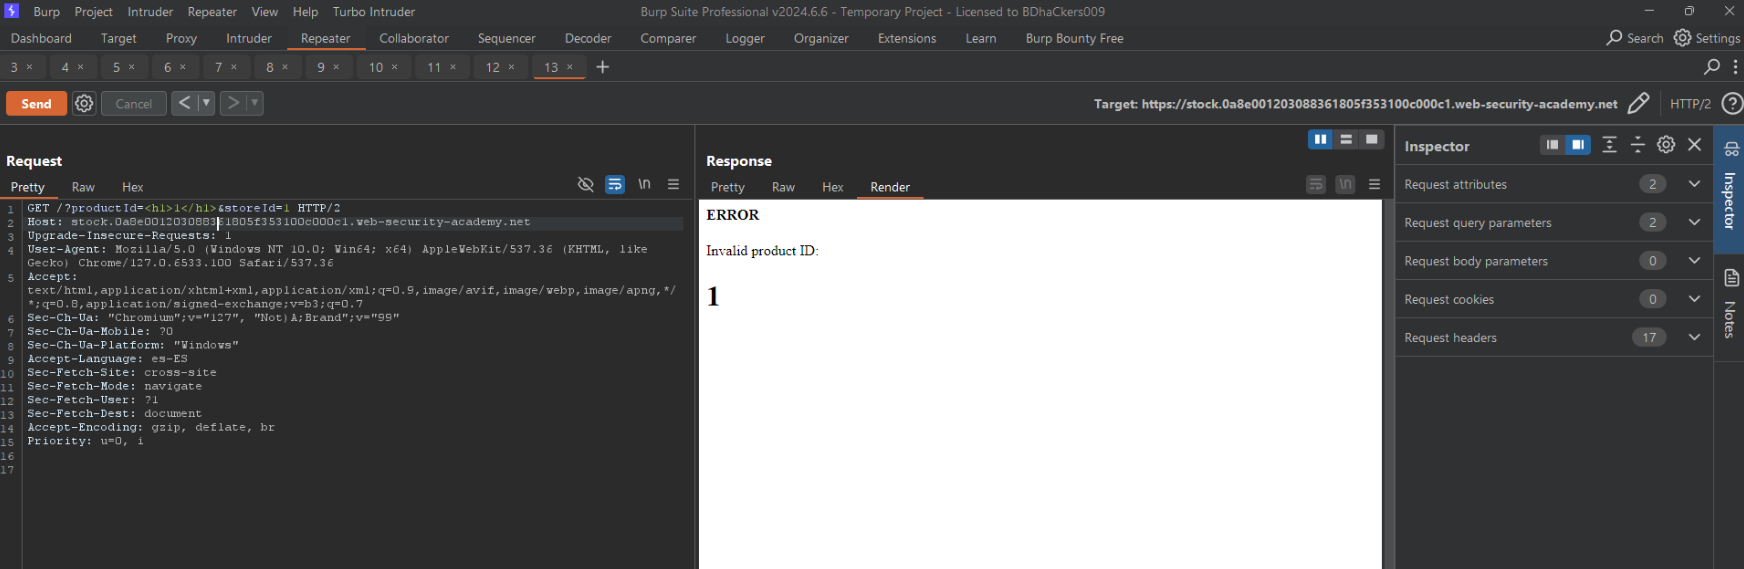 Burp Project Intruder Repeater View Help Turbo Intruder Burp Suite Professional v2024.6.6 - Temporary Project - Licensed to BDhaCkers009
Dashboard Target Proxy Intruder Repeater Collaborator Sequencer Decoder Comparer Logger Organizer Extensions Learn Burp Bounty Free Search Settings
3 × 4 × 5 × 6 × 7 × 8 × 9 × 10 × 11 × 12 × 13 × +
Send Cancel < > Target: https://stock.0a8e001203088361805f353100c000c1.web-security-academy.net HTTP/2
Request
Pretty Raw Hex \n
1 GET /?productId=<h1>1</h1>&storeId=1 HTTP/2
2 Host: stock.0a8e001203088361805f353100c000c1.web-security-academy.net
3 Upgrade-Insecure-Requests: 1
4 User-Agent: Mozilla/5.0 (Windows NT 10.0; Win64; x64) AppleWebKit/537.36 (KHTML, like
Gecko) Chrome/127.0.6533.100 Safari/537.36
5 Accept:
text/html,application/xhtml+xml,application/xml;q=0.9,image/avif,image/webp,image/apng,*/
*;q=0.8,application/signed-exchange;v=b3;q=0.7
6 Sec-Ch-Ua: "Chromium";v="127", "Not)A;Brand";v="99"
7 Sec-Ch-Ua-Mobile: ?0
8 Sec-Ch-Ua-Platform: "Windows"
9 Accept-Language: es-ES
10 Sec-Fetch-Site: cross-site
11 Sec-Fetch-Mode: navigate
12 Sec-Fetch-User: ?1
13 Sec-Fetch-Dest: document
14 Accept-Encoding: gzip, deflate, br
15 Priority: u=0, i
16
17
Response
Pretty Raw Hex Render \n
ERROR
Invalid product ID:
1
Inspector
Request attributes 2
Request query parameters 2
Request body parameters 0
Request cookies 0
Request headers 17
Inspector
Notes